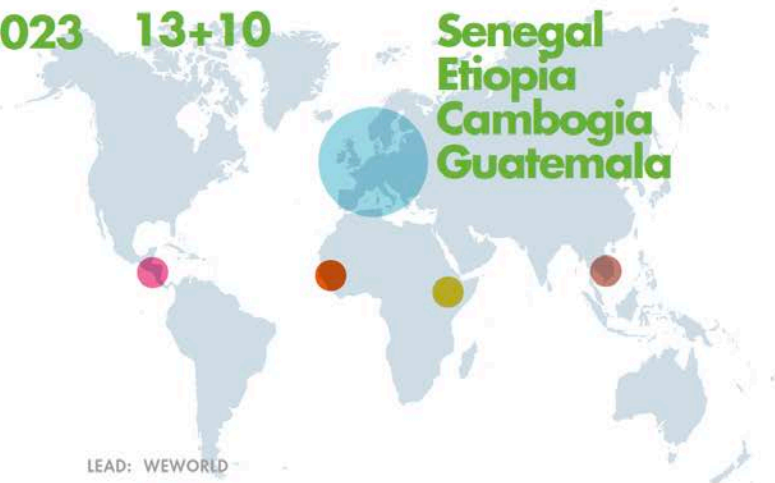 023 13+10
Senegal
Etiopia
Cambogia
Guatemala
LEAD: WEWORLD